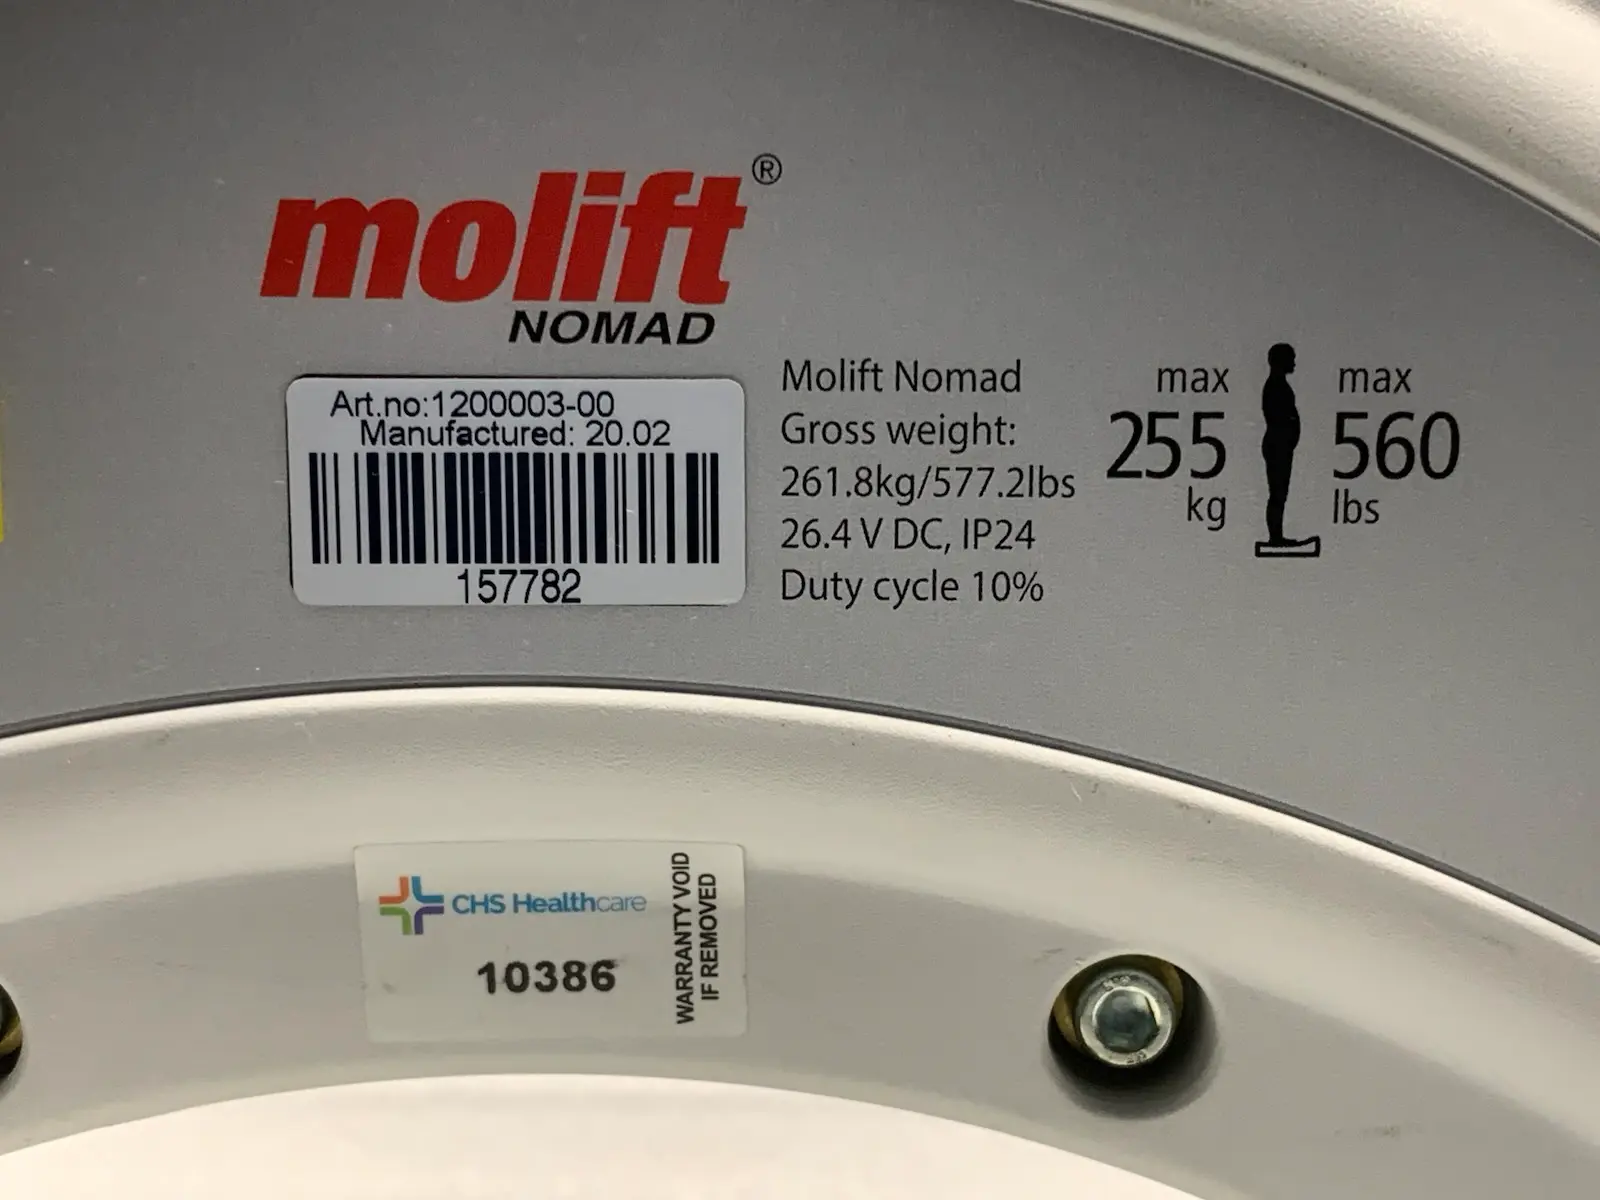 molift®
NOMAD
Art.no:1200003-00
Manufactured: 20.02
157782
Molift Nomad
Gross weight:
261.8kg/577.2lbs
26.4 V DC, IP24
Duty cycle 10%
max
255
kg
max
560
lbs
CHS Healthcare
10386
WARRANTY VOID
IF REMOVED